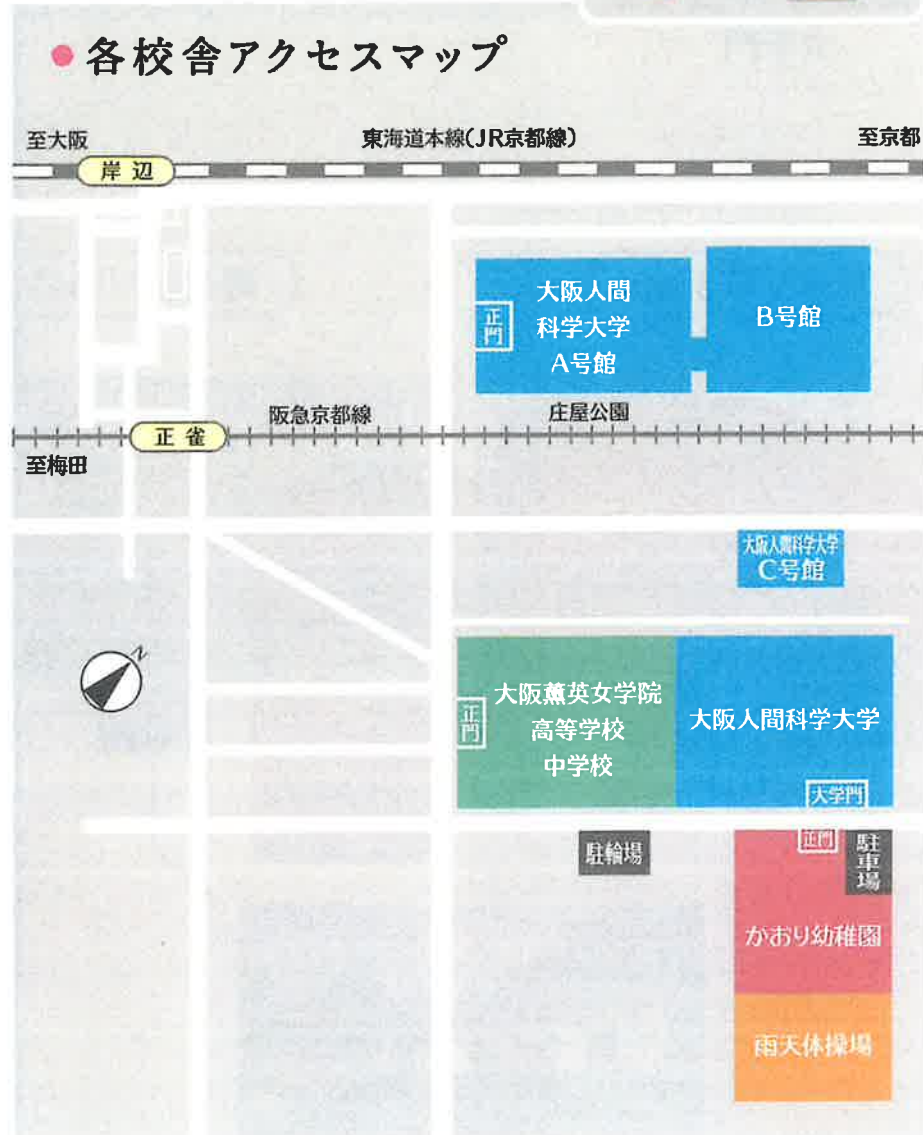 各校舎アクセスマップ
至大阪
東海道本線(JR京都線)
至京都
岸辺
大阪人間
科学大学
A号館
正門
B号館
阪急京都線
庄屋公園
正雀
至梅田
大阪人間科学大学
C号館
N
大阪薫英女学院
高等学校
中学校
正門
大阪人間科学大学
大学門
駐輪場
正門
駐車場
かおり幼稚園
雨天体操場